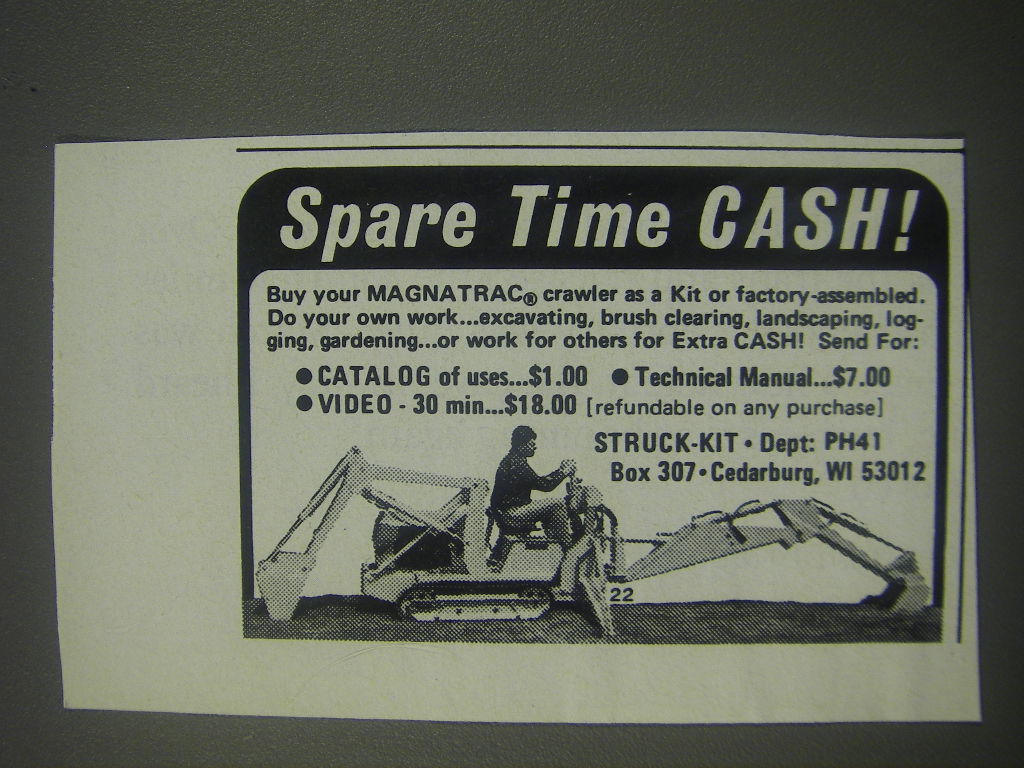 Spare Time CASH!
Buy your MAGNATRAC® crawler as a Kit or factory-assembled.
Do your own work...excavating, brush clearing, landscaping, log-
ging, gardening...or work for others for Extra CASH! Send For:
● CATALOG of uses...$1.00 ● Technical Manual...$7.00
● VIDEO - 30 min...$18.00 [refundable on any purchase]
STRUCK-KIT • Dept: PH41
Box 307 • Cedarburg, WI 53012
22